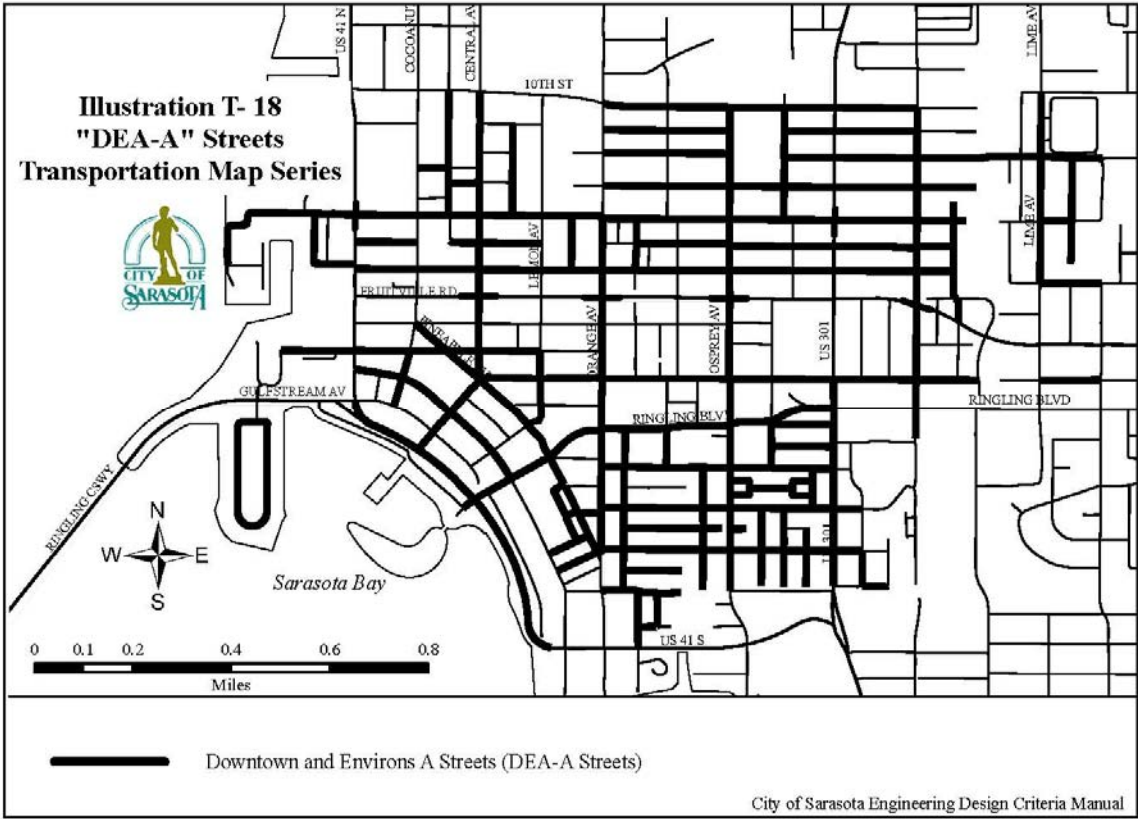 US 41 N
COCOANUT
CENTRAL AV
LIME AV
10TH ST
Illustration T- 18
"DEA-A" Streets
Transportation Map Series
CITY OF
SARASOTA
LEMON AV
LIME AV
FRUITVILLE RD
ORANGE AV
OSPREY AV
US 301
GULFSTREAM AV
RINGLING BLVD
RINGLING BLV
RINGLING CSWY
N
W E
S
Sarasota Bay
US 301
US 41 S
0 0.1 0.2 0.4 0.6 0.8
Miles
Downtown and Environs A Streets (DEA-A Streets)
City of Sarasota Engineering Design Criteria Manual